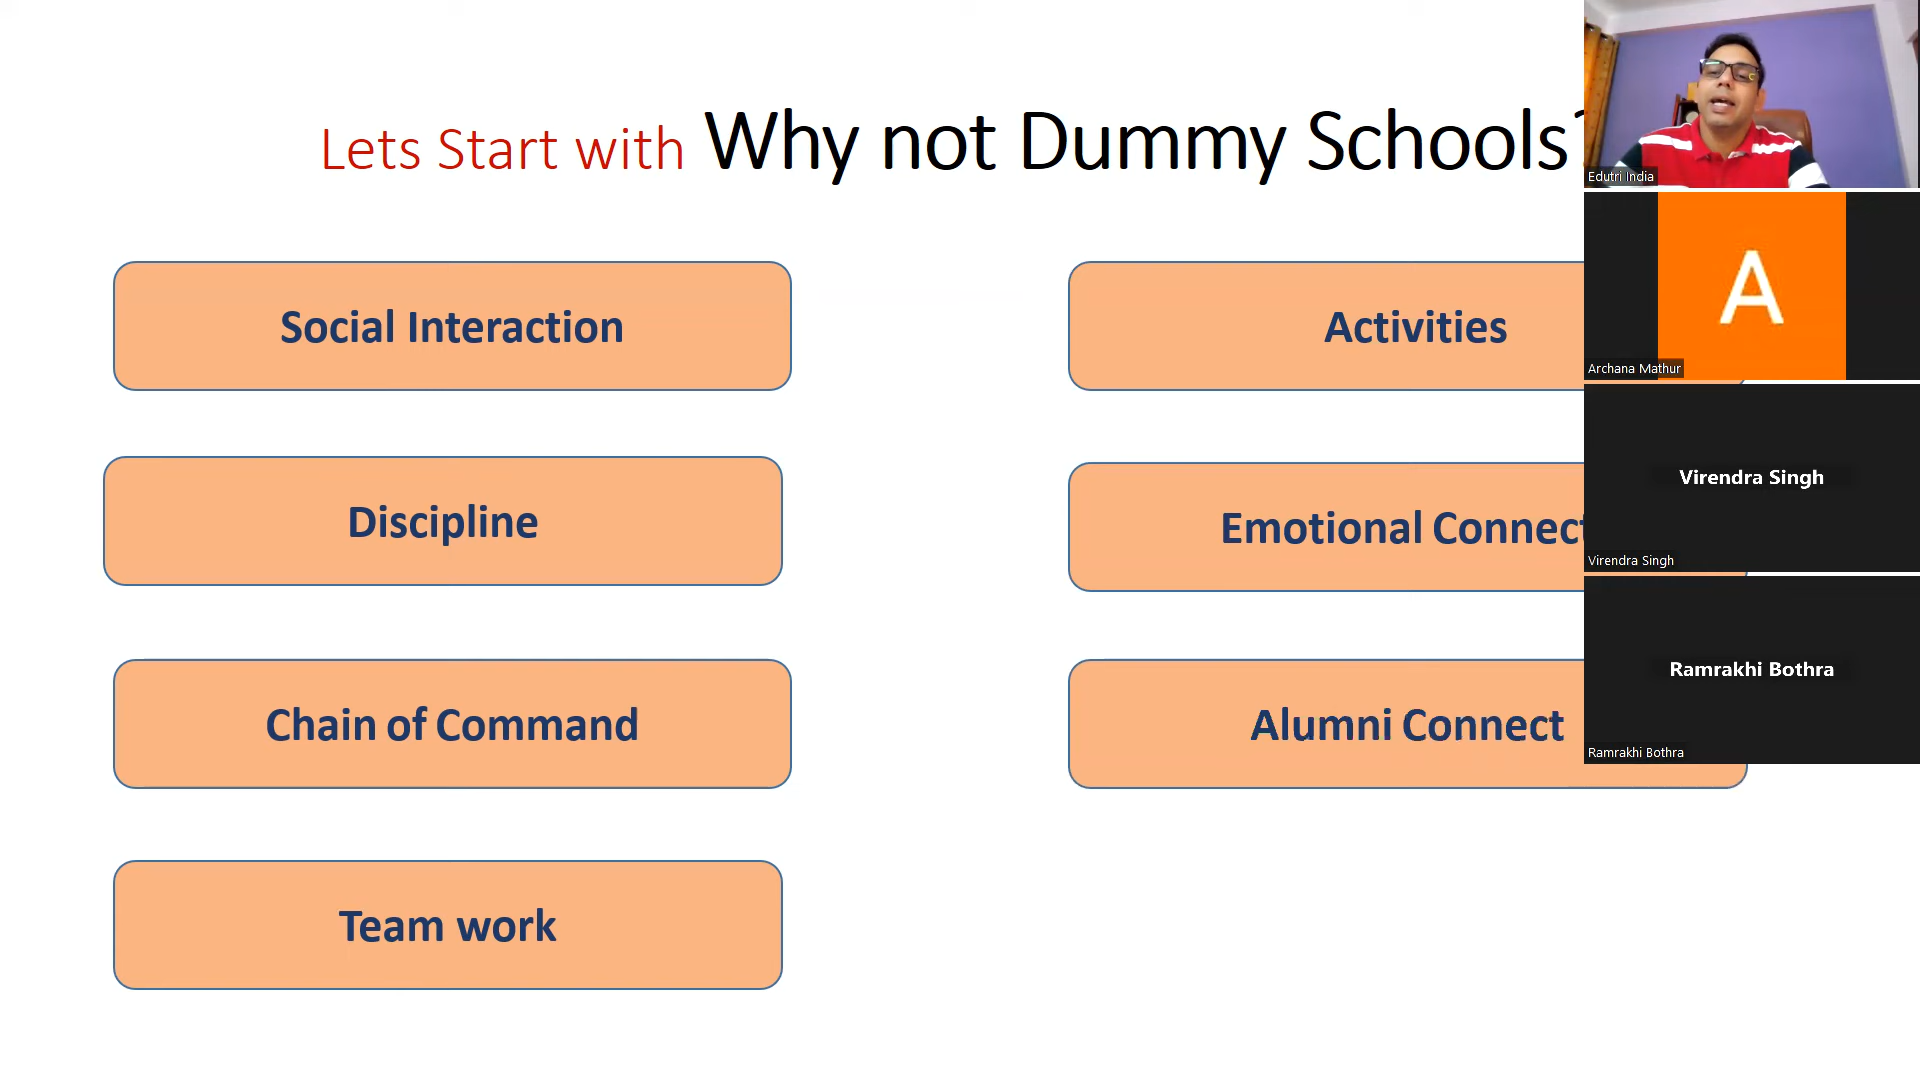 Lets Start with Why not Dummy Schools?
Social Interaction
Activities
Discipline
Emotional Connect
Chain of Command
Alumni Connect
Team work
Edutri India
A
Archana Mathur
Virendra Singh
Virendra Singh
Ramrakhi Bothra
Ramrakhi Bothra